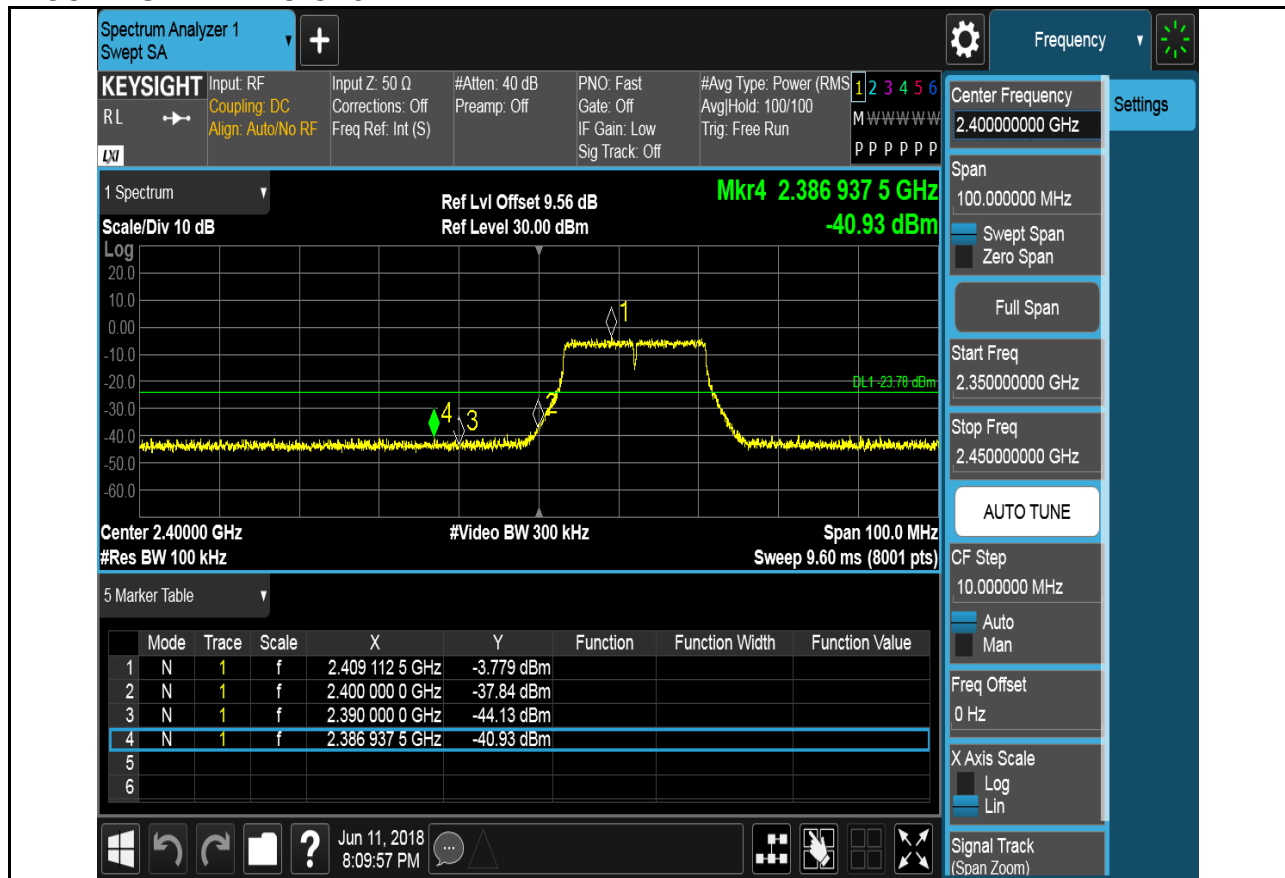 Spectrum Analyzer 1
Swept SA
+
Frequency
KEYSIGHT
RL
LXI
Input: RF
Coupling: DC
Align: Auto/No RF
Input Z: 50 Ω
Corrections: Off
Freq Ref: Int (S)
#Atten: 40 dB
Preamp: Off
PNO: Fast
Gate: Off
IF Gain: Low
Sig Track: Off
#Avg Type: Power (RMS
Avg|Hold: 100/100
Trig: Free Run
1 2 3 4 5 6
M W W W W W
P P P P P P
1 Spectrum
Scale/Div 10 dB
Ref Lvl Offset 9.56 dB
Ref Level 30.00 dBm
Mkr4 2.386 937 5 GHz
-40.93 dBm
Log
20.0
10.0
0.00
-10.0
-20.0
-30.0
-40.0
-50.0
-60.0
1
2
3
4
DL1 -23.78 dBm
Center 2.40000 GHz
#Video BW 300 kHz
Span 100.0 MHz
#Res BW 100 kHz
Sweep 9.60 ms (8001 pts)
5 Marker Table
Mode Trace Scale X Y Function Function Width Function Value
1 N 1 f 2.409 112 5 GHz -3.779 dBm
2 N 1 f 2.400 000 0 GHz -37.84 dBm
3 N 1 f 2.390 000 0 GHz -44.13 dBm
4 N 1 f 2.386 937 5 GHz -40.93 dBm
5
6
?
Jun 11, 2018
8:09:57 PM
Center Frequency
2.400000000 GHz
Settings
Span
100.000000 MHz
Swept Span
Zero Span
Full Span
Start Freq
2.350000000 GHz
Stop Freq
2.450000000 GHz
AUTO TUNE
CF Step
10.000000 MHz
Auto
Man
Freq Offset
0 Hz
X Axis Scale
Log
Lin
Signal Track
(Span Zoom)